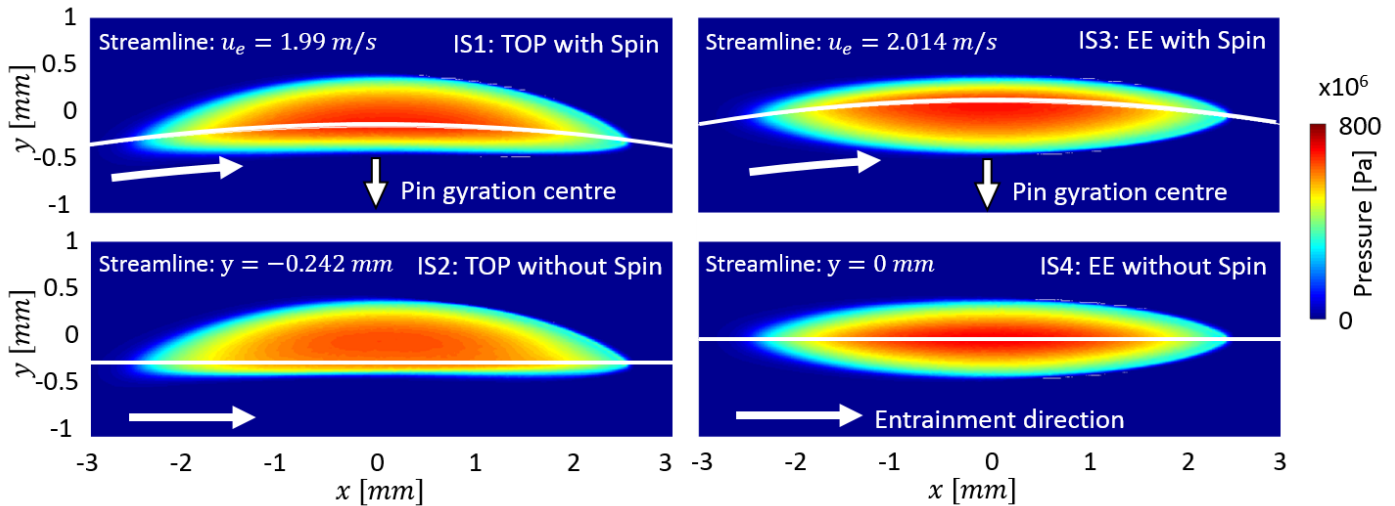 1
Streamline: u_e = 1.99 m/s
IS1: TOP with Spin
0.5
0
-0.5
-1
y [mm]
Pin gyration centre
Streamline: u_e = 2.014 m/s
IS3: EE with Spin
Pin gyration centre
x10⁶
800
Pressure [Pa]
0
1
Streamline: y = −0.242 mm
IS2: TOP without Spin
0.5
0
-0.5
-1
y [mm]
-3 -2 -1 0 1 2 3
x [mm]
Streamline: y = 0 mm
IS4: EE without Spin
Entrainment direction
-3 -2 -1 0 1 2 3
x [mm]